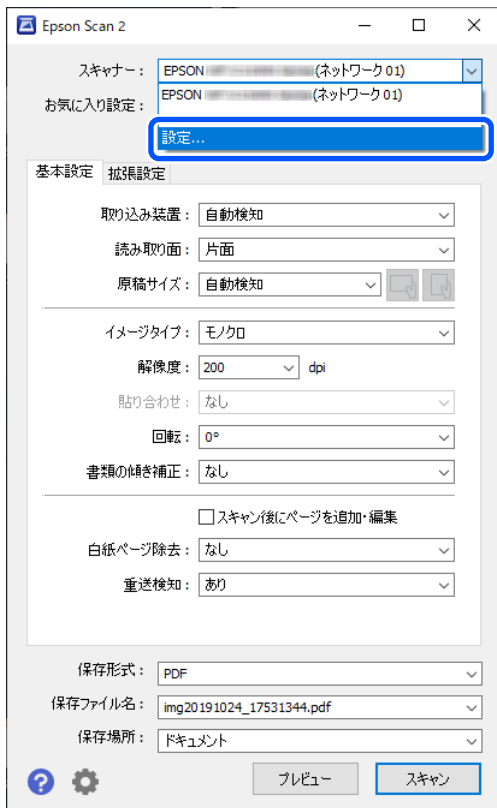 Epson Scan 2
スキャナー： EPSON (ネットワーク 01)
EPSON (ネットワーク 01)
お気に入り設定：
設定...
基本設定 拡張設定
取り込み装置： 自動検知
読み取り面： 片面
原稿サイズ： 自動検知
イメージタイプ： モノクロ
解像度： 200 dpi
貼り合わせ： なし
回転： 0°
書類の傾き補正： なし
スキャン後にページを追加・編集
白紙ページ除去： なし
重送検知： あり
保存形式： PDF
保存ファイル名： img20191024_17531344.pdf
保存場所： ドキュメント
? プレビュー スキャン